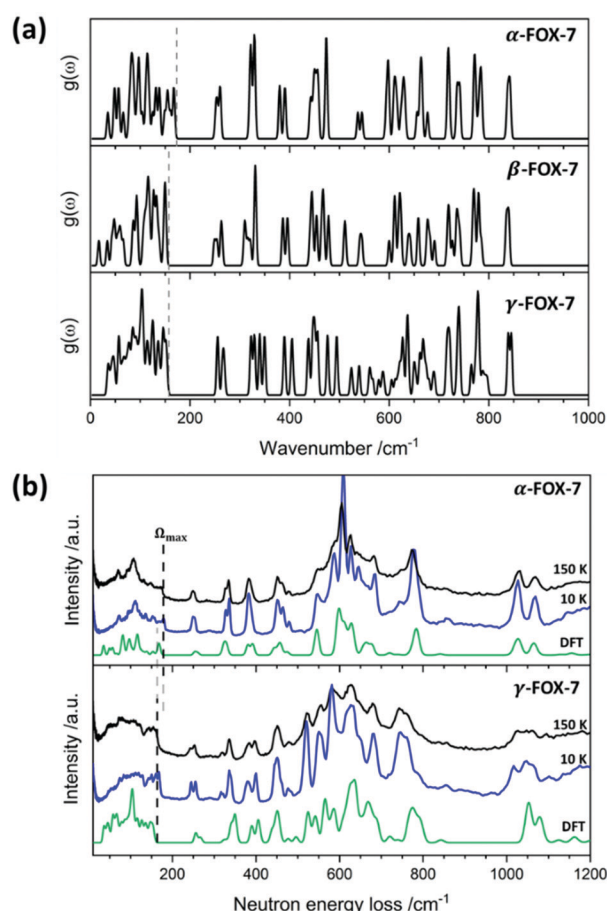 (a)
α-FOX-7
g(ω)
β-FOX-7
g(ω)
γ-FOX-7
g(ω)
0 200 400 600 800 1000
Wavenumber /cm-1
(b)
α-FOX-7
Ωmax
150 K
10 K
DFT
Intensity /a.u.
γ-FOX-7
150 K
10 K
DFT
Intensity /a.u.
200 400 600 800 1000 1200
Neutron energy loss /cm-1